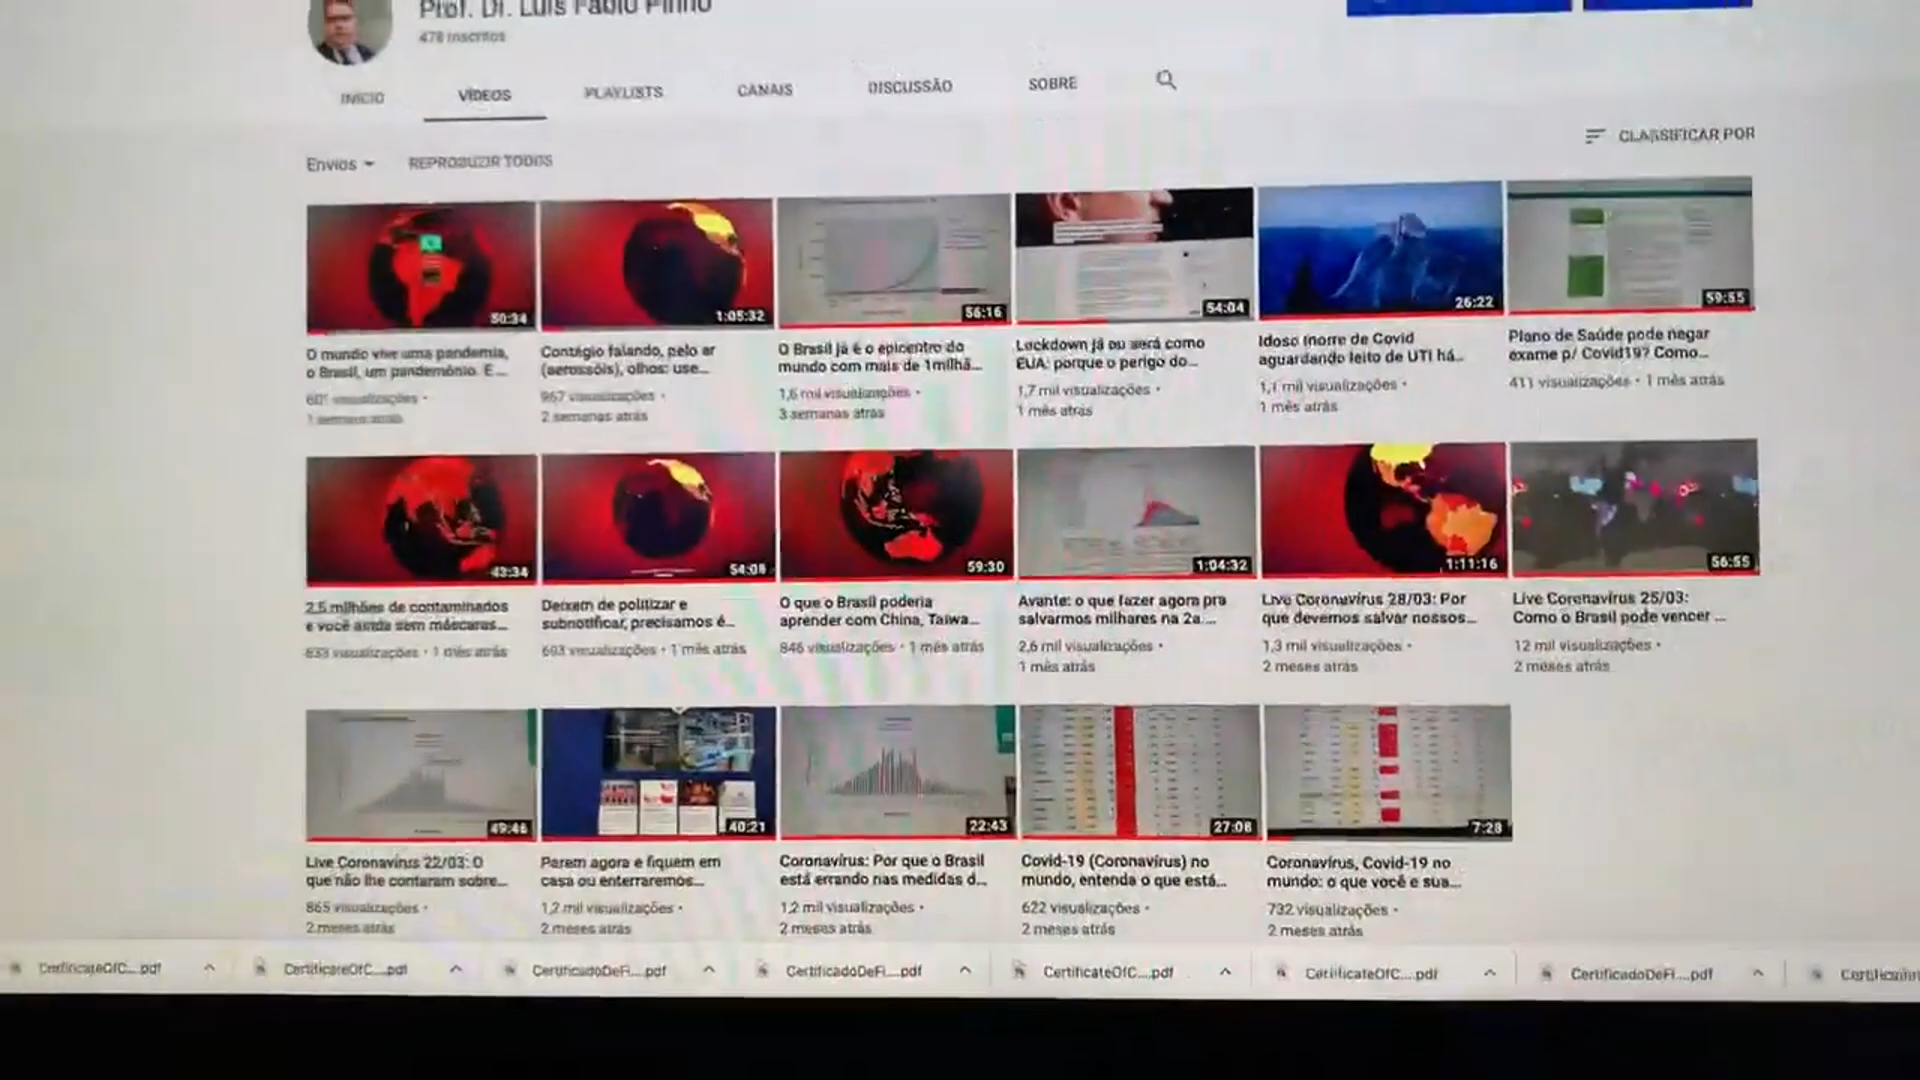 Prof. Dr. Luís Fábio Pinho
478 inscritos
INÍCIO
VÍDEOS
PLAYLISTS
CANAIS
DISCUSSÃO
SOBRE
CLASSIFICAR POR
Envios
REPRODUZIR TODOS
50:34
1:05:32
56:16
54:04
26:22
59:55
O mundo vive uma pandemia,
o Brasil, um pandemônio. E...
visualizações •
1 semana atrás
Contágio falando, pelo ar
(aerossóis), olhos: use...
967 visualizações •
2 semanas atrás
O Brasil já é o epicentro do
mundo com mais de 1milhã...
1,6 mil visualizações •
3 semanas atrás
Lockdown já ou será como
EUA: porque o perigo do...
1,7 mil visualizações •
1 mês atrás
Idoso morre de Covid
aguardando leito de UTI há...
1,1 mil visualizações •
1 mês atrás
Plano de Saúde pode negar
exame p/ Covid19? Como...
411 visualizações • 1 mês atrás
43:34
54:08
59:30
1:04:32
1:11:16
56:55
2,5 milhões de contaminados
e você ainda sem máscaras...
visualizações • 1 mês atrás
Deixem de politizar e
subnotificar, precisamos é...
693 visualizações • 1 mês atrás
O que o Brasil poderia
aprender com China, Taiwa...
846 visualizações • 1 mês atrás
Avante: o que fazer agora pra
salvarmos milhares na 2a....
2,6 mil visualizações •
1 mês atrás
Live Coronavírus 28/03: Por
que devemos salvar nossos...
1,3 mil visualizações •
2 meses atrás
Live Coronavírus 25/03:
Como o Brasil pode vencer ...
12 mil visualizações •
2 meses atrás
49:46
40:21
22:43
27:08
7:28
Live Coronavírus 22/03: O
que não lhe contaram sobre...
865 visualizações •
2 meses atrás
Parem agora e fiquem em
casa ou enterraremos...
1,2 mil visualizações •
2 meses atrás
Coronavírus: Por que o Brasil
está errando nas medidas d...
1,2 mil visualizações •
2 meses atrás
Covid-19 (Coronavírus) no
mundo, entenda o que está...
622 visualizações •
2 meses atrás
Coronavírus, Covid-19 no
mundo: o que você e sua...
732 visualizações •
2 meses atrás
CertificateOfC....pdf
CertificateOfC....pdf
CertificadoDeFi....pdf
CertificadoDeFi....pdf
CertificateOfC....pdf
CertificateOfC....pdf
CertificadoDeFi....pdf